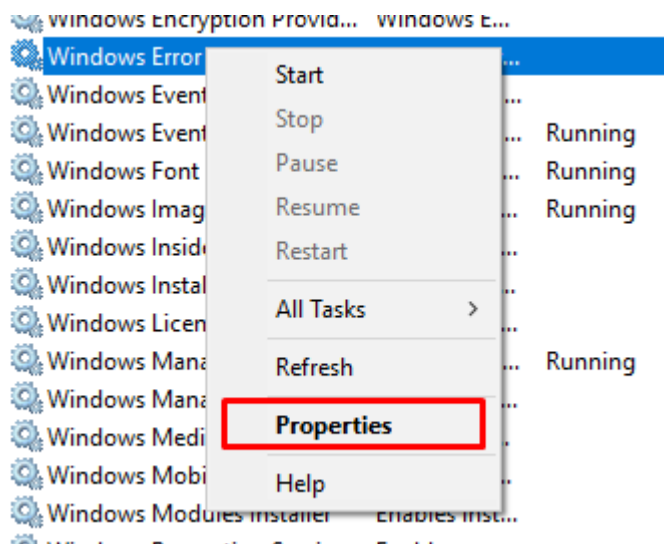 Windows Encryption Provid... Windows E...
Windows Error ...
Start
Windows Event ...
Stop
Windows Event ... Running
Pause
Windows Font ... Running
Resume
Windows Imag ... Running
Restart
Windows Inside ...
Windows Instal ...
All Tasks >
Windows Licen ...
Refresh
Windows Mana ... Running
Windows Mana ...
Properties
Windows Medi .
Windows Mobi ..
Help
Windows Modules Installer Enables inst...